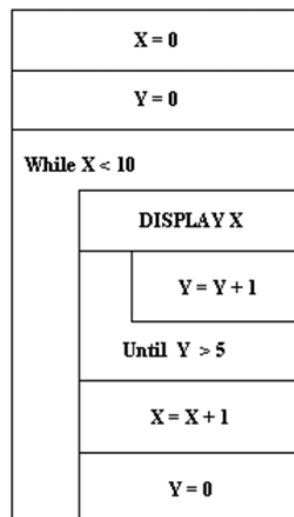 X = 0
Y = 0
While X < 10
DISPLAY X
Y = Y + 1
Until Y > 5
X = X + 1
Y = 0